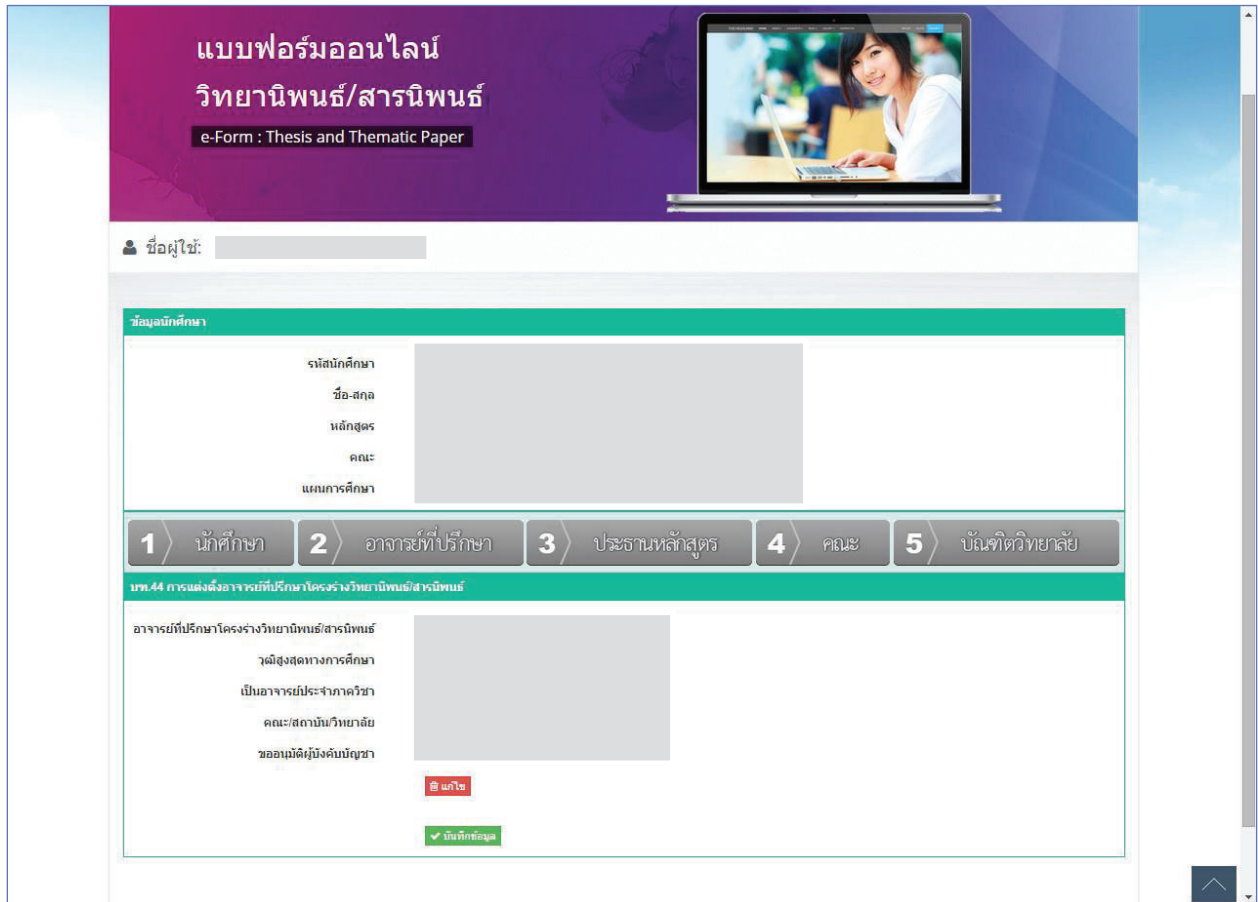 แบบฟอร์มออนไลน์
วิทยานิพนธ์/สารนิพนธ์
e-Form : Thesis and Thematic Paper
ชื่อผู้ใช้:
ข้อมูลนักศึกษา
รหัสนักศึกษา
ชื่อ-สกุล
หลักสูตร
คณะ
แผนการศึกษา
1 นักศึกษา 2 อาจารย์ที่ปรึกษา 3 ประธานหลักสูตร 4 คณะ 5 บัณฑิตวิทยาลัย
บท.44 การแต่งตั้งอาจารย์ที่ปรึกษาโครงร่างวิทยานิพนธ์/สารนิพนธ์
อาจารย์ที่ปรึกษาโครงร่างวิทยานิพนธ์/สารนิพนธ์
วุฒิสูงสุดทางการศึกษา
เป็นอาจารย์ประจำภาควิชา
คณะ/สถาบัน/วิทยาลัย
ขออนุมัติผู้บังคับบัญชา
แก้ไข
บันทึกข้อมูล